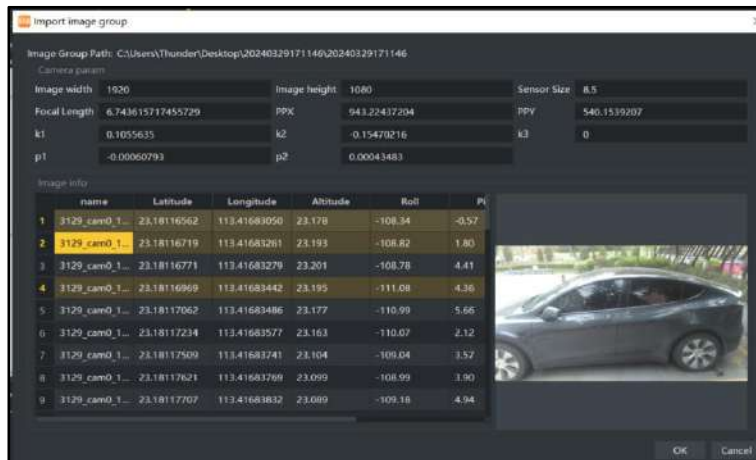 Import image group
Image Group Path: C:\Users\Thunder\Desktop\20240329171146\20240329171146
Camera param
Image width 1920 Image height 1080 Sensor Size 8.5
Focal Length 6.743615717455729 PPX 943.22437204 PPY 540.1539207
k1 0.1055635 k2 -0.15470216 k3 0
p1 -0.00060793 p2 0.00043483
Image info
name Latitude Longitude Altitude Roll Pi
1 3129_cam0_1... 23.18116562 113.41683050 23.178 -108.34 -0.57
2 3129_cam0_1... 23.18116719 113.41683261 23.193 -108.82 1.80
3 3129_cam0_1... 23.18116771 113.41683279 23.201 -108.78 4.41
4 3129_cam0_1... 23.18116969 113.41683442 23.195 -111.08 4.36
5 3129_cam0_1... 23.18117062 113.41683486 23.177 -110.99 5.66
6 3129_cam0_1... 23.18117234 113.41683577 23.163 -110.07 2.12
7 3129_cam0_1... 23.18117509 113.41683741 23.104 -109.04 3.57
8 3129_cam0_1... 23.18117621 113.41683769 23.099 -108.99 3.90
9 3129_cam0_1... 23.18117707 113.41683832 23.089 -109.18 4.94
OK Cancel